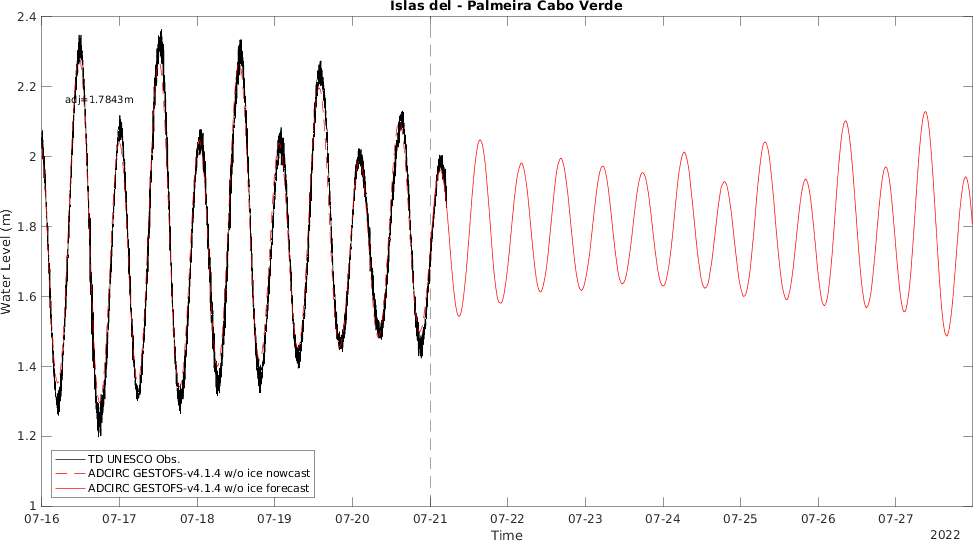 Islas del - Palmeira Cabo Verde
2.4
2.2
adj=1.7843m
2
1.8
Water Level (m)
1.6
1.4
1.2
TD UNESCO Obs.
ADCIRC GESTOFS-v4.1.4 w/o ice nowcast
ADCIRC GESTOFS-v4.1.4 w/o ice forecast
1
07-16 07-17 07-18 07-19 07-20 07-21 07-22 07-23 07-24 07-25 07-26 07-27
Time
2022